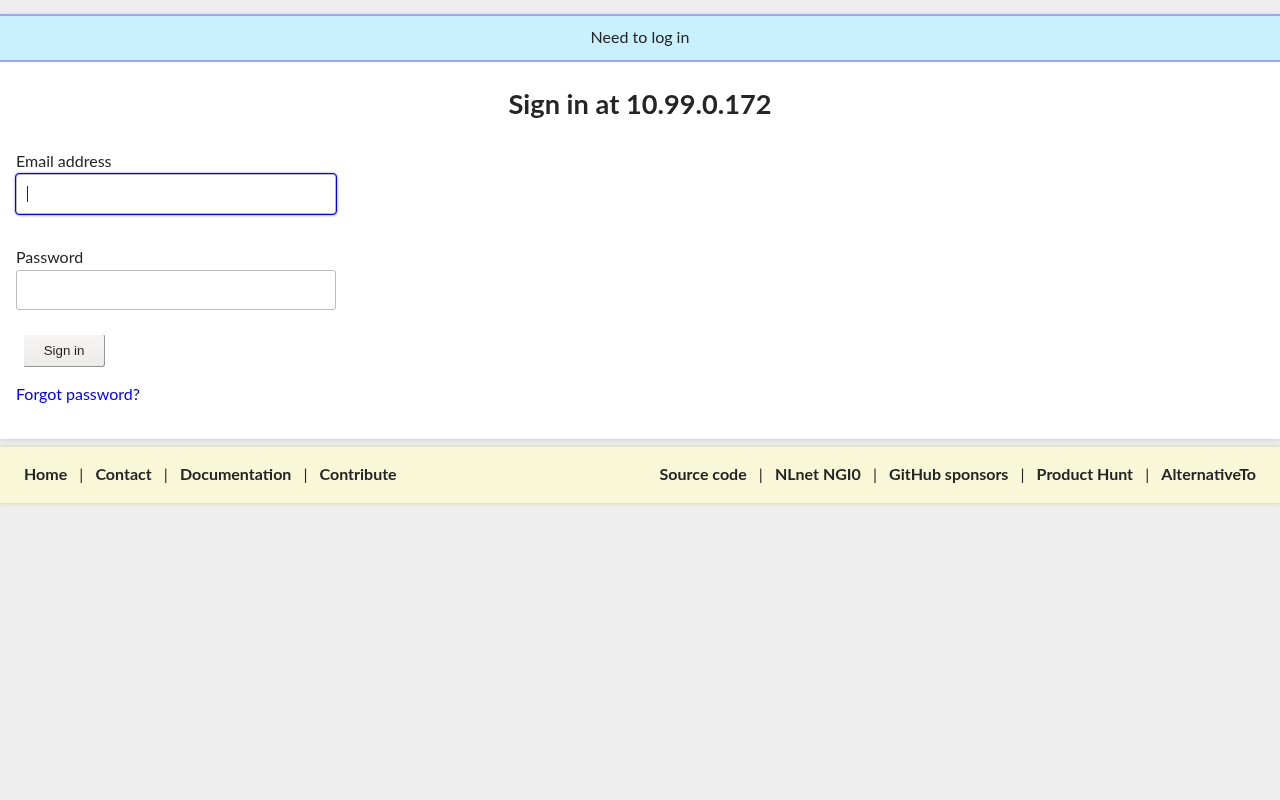 Need to log in
Sign in at 10.99.0.172
Email address
Password
Sign in
Forgot password?
Home | Contact | Documentation | Contribute
Source code | NLnet NGI0 | GitHub sponsors | Product Hunt | AlternativeTo